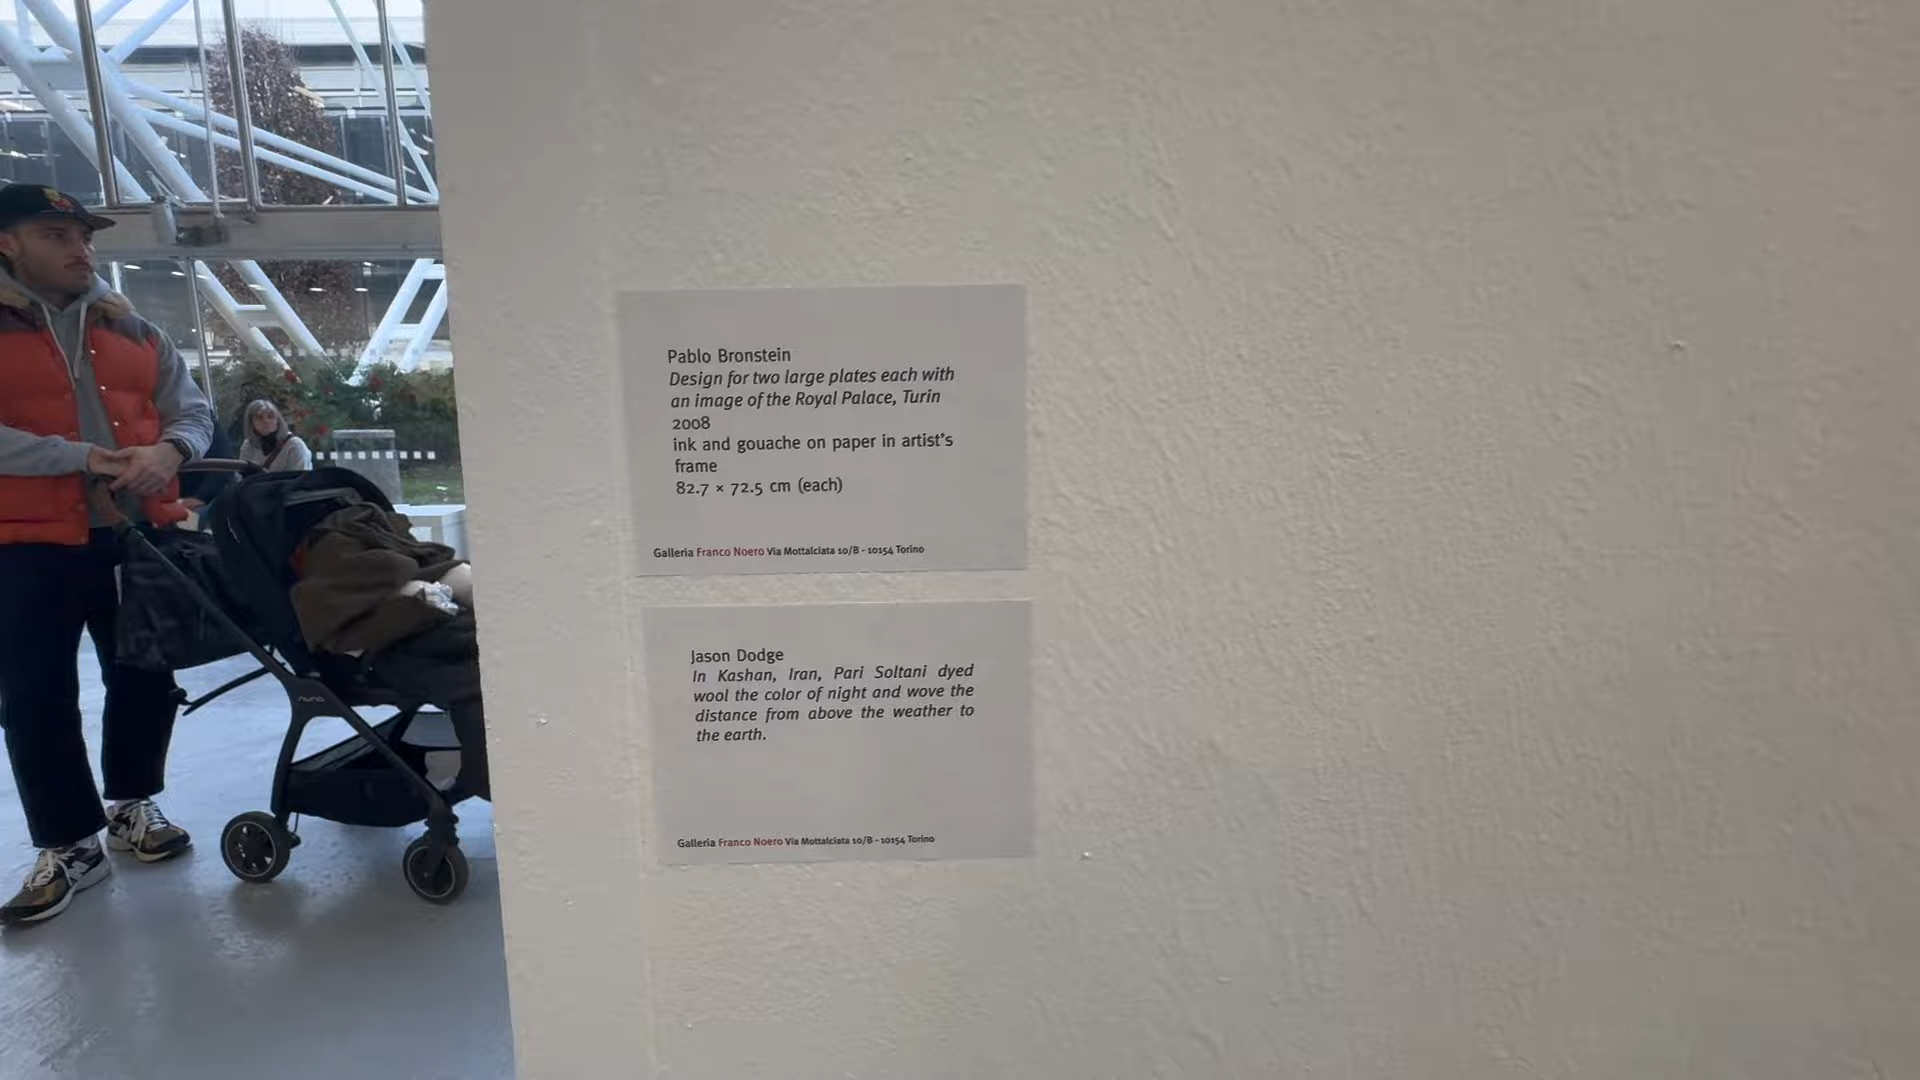 Pablo Bronstein
Design for two large plates each with
an image of the Royal Palace, Turin
2008
ink and gouache on paper in artist's
frame
82.7 × 72.5 cm (each)
Galleria Franco Noero Via Mottalciata 10/B - 10154 Torino
Jason Dodge
In Kashan, Iran, Pari Soltani dyed
wool the color of night and wove the
distance from above the weather to
the earth.
Galleria Franco Noero Via Mottalciata 10/B - 10154 Torino
nuna